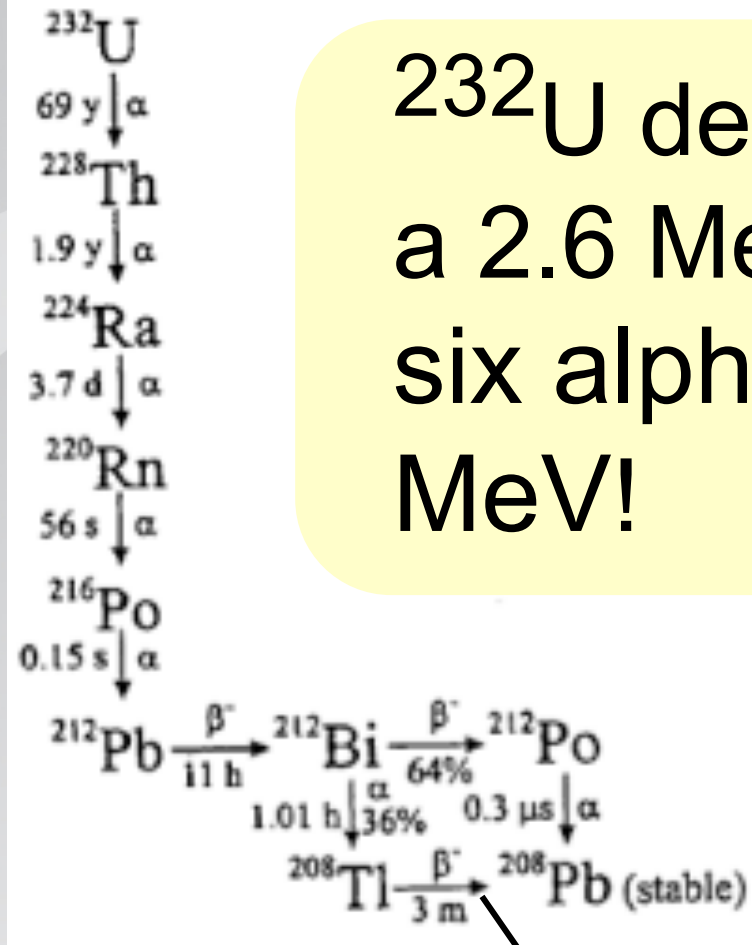 ²³²U
69 y α
²²⁸Th
1.9 y α
²²⁴Ra
3.7 d α
²²⁰Rn
56 s α
²¹⁶Po
0.15 s α
²¹²Pb β⁻ 11 h ²¹²Bi β⁻ 64% ²¹²Po
1.01 h α 36% 0.3 μs α
²⁰⁸Tl β⁻ 3 m ²⁰⁸Pb (stable)
²³²U de
a 2.6 Me
six alph
MeV!